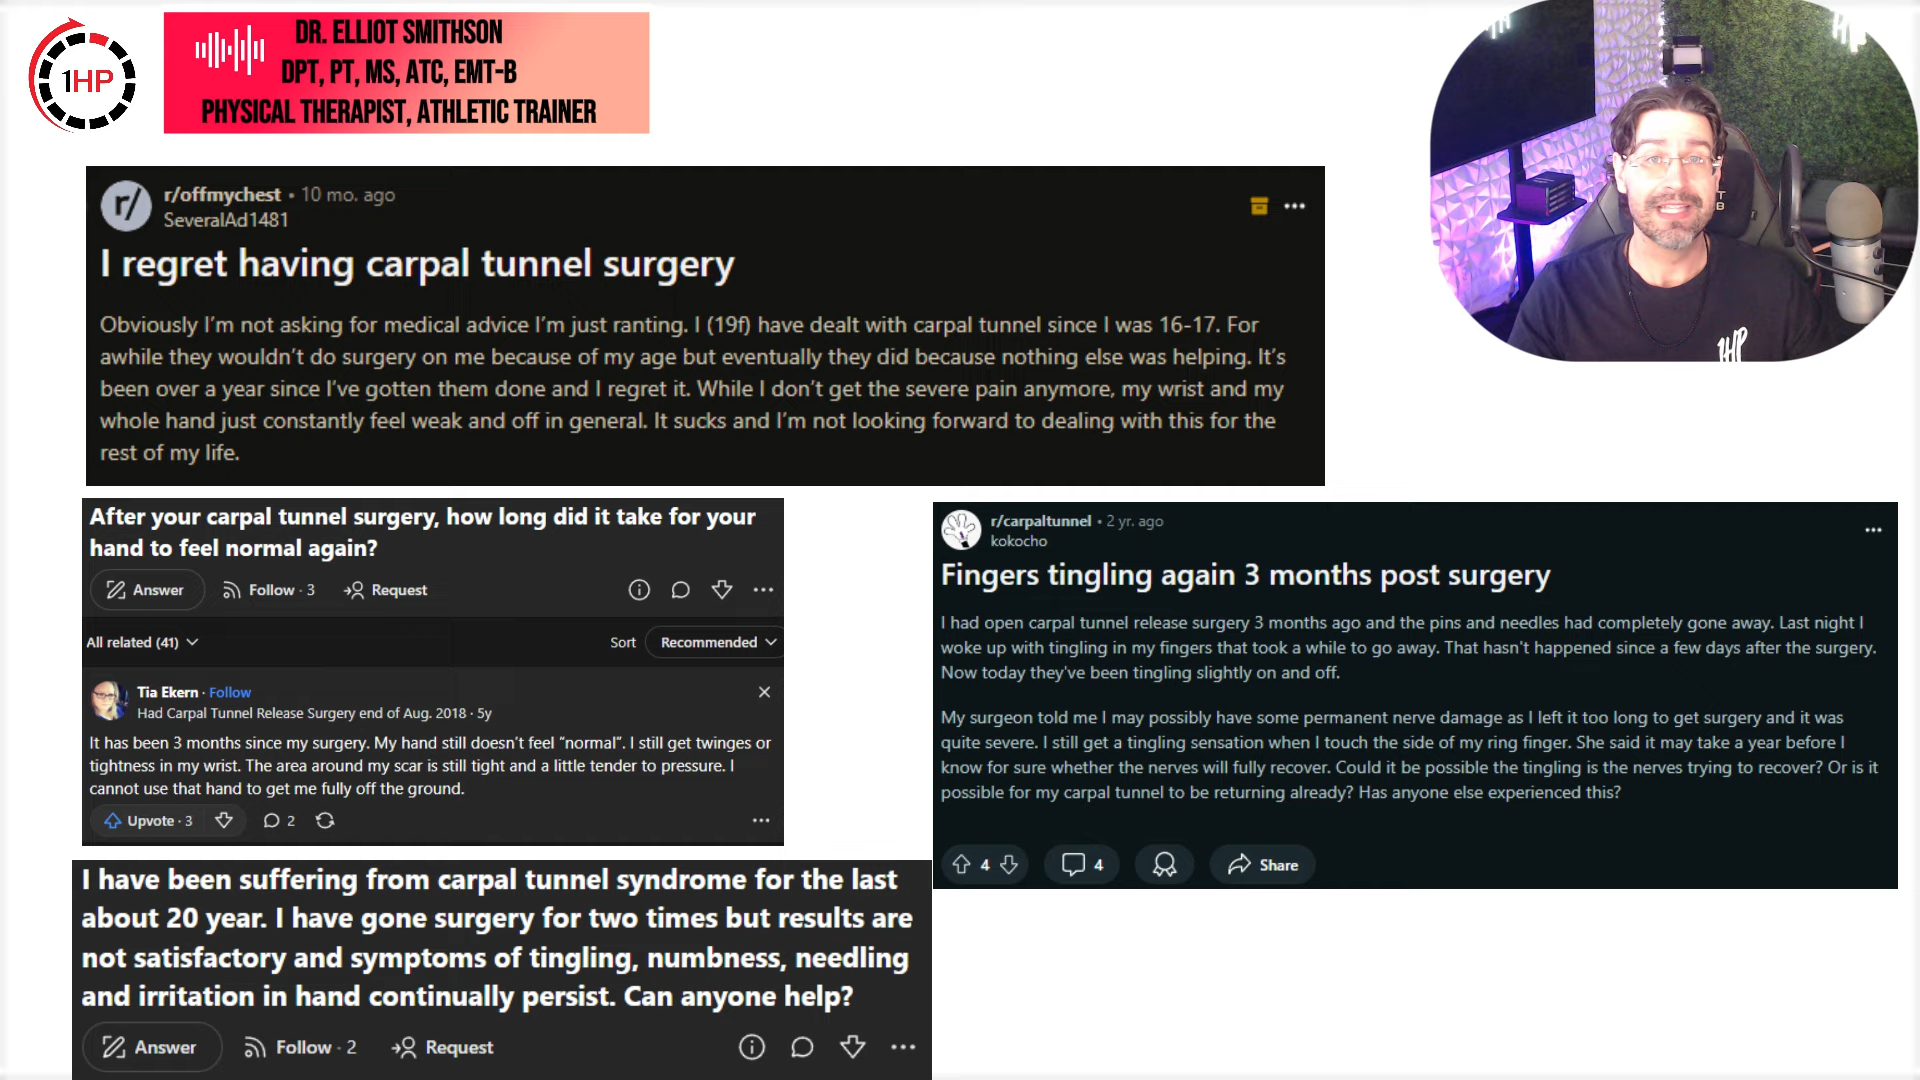 1HP
DR. ELLIOT SMITHSON
DPT, PT, MS, ATC, EMT-B
PHYSICAL THERAPIST, ATHLETIC TRAINER
r/
r/offmychest • 10 mo. ago
SeveralAd1481
I regret having carpal tunnel surgery
Obviously I'm not asking for medical advice I'm just ranting. I (19f) have dealt with carpal tunnel since I was 16-17. For
awhile they wouldn't do surgery on me because of my age but eventually they did because nothing else was helping. It's
been over a year since I've gotten them done and I regret it. While I don't get the severe pain anymore, my wrist and my
whole hand just constantly feel weak and off in general. It sucks and I'm not looking forward to dealing with this for the
rest of my life.
After your carpal tunnel surgery, how long did it take for your
hand to feel normal again?
Answer
Follow · 3
Request
All related (41)
Sort
Recommended
Tia Ekern · Follow
Had Carpal Tunnel Release Surgery end of Aug. 2018 · 5y
It has been 3 months since my surgery. My hand still doesn't feel “normal”. I still get twinges or
tightness in my wrist. The area around my scar is still tight and a little tender to pressure. I
cannot use that hand to get me fully off the ground.
Upvote · 3
2
I have been suffering from carpal tunnel syndrome for the last
about 20 year. I have gone surgery for two times but results are
not satisfactory and symptoms of tingling, numbness, needling
and irritation in hand continually persist. Can anyone help?
Answer
Follow · 2
Request
r/carpaltunnel • 2 yr. ago
kokocho
Fingers tingling again 3 months post surgery
I had open carpal tunnel release surgery 3 months ago and the pins and needles had completely gone away. Last night I
woke up with tingling in my fingers that took a while to go away. That hasn't happened since a few days after the surgery.
Now today they've been tingling slightly on and off.
My surgeon told me I may possibly have some permanent nerve damage as I left it too long to get surgery and it was
quite severe. I still get a tingling sensation when I touch the side of my ring finger. She said it may take a year before I
know for sure whether the nerves will fully recover. Could it be possible the tingling is the nerves trying to recover? Or is it
possible for my carpal tunnel to be returning already? Has anyone else experienced this?
4
4
Share
1HP